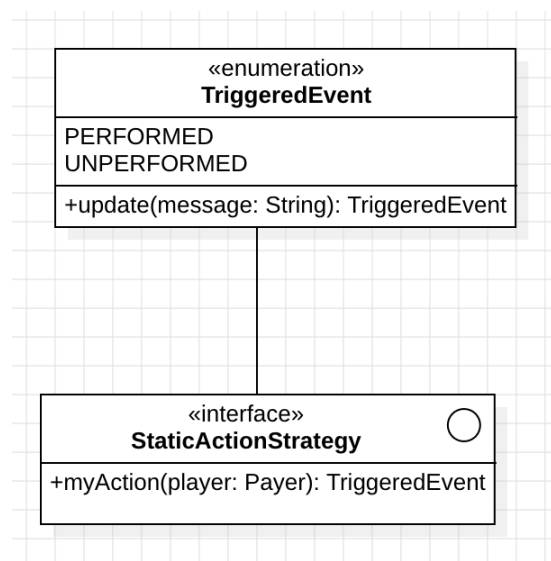 «enumeration»
TriggeredEvent
PERFORMED
UNPERFORMED
+update(message: String): TriggeredEvent
«interface»
StaticActionStrategy
+myAction(player: Payer): TriggeredEvent